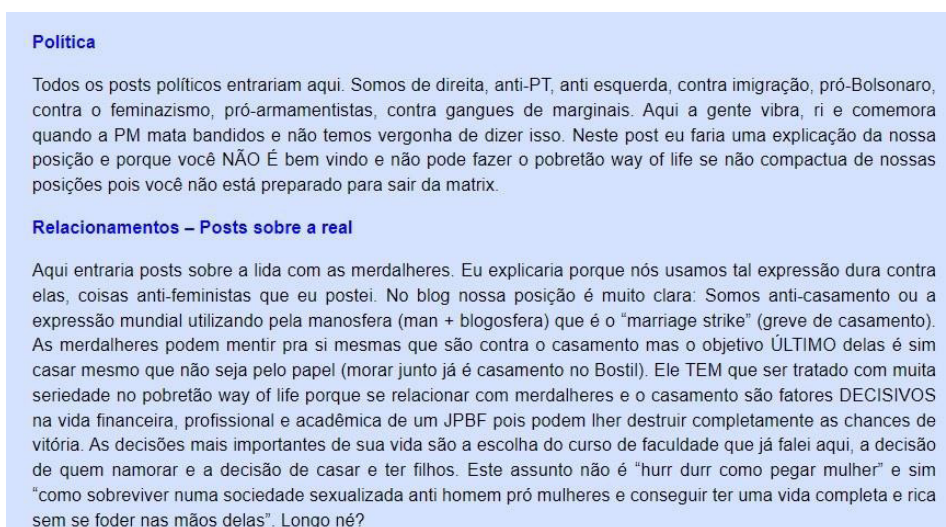 Política
Todos os posts políticos entrariam aqui. Somos de direita, anti-PT, anti esquerda, contra imigração, pró-Bolsonaro,
contra o feminazismo, pró-armamentistas, contra gangues de marginais. Aqui a gente vibra, ri e comemora
quando a PM mata bandidos e não temos vergonha de dizer isso. Neste post eu faria uma explicação da nossa
posição e porque você NÃO É bem vindo e não pode fazer o pobretão way of life se não compactua de nossas
posições pois você não está preparado para sair da matrix.
Relacionamentos – Posts sobre a real
Aqui entraria posts sobre a lida com as merdalheres. Eu explicaria porque nós usamos tal expressão dura contra
elas, coisas anti-feministas que eu postei. No blog nossa posição é muito clara: Somos anti-casamento ou a
expressão mundial utilizando pela manosfera (man + blogosfera) que é o “marriage strike” (greve de casamento).
As merdalheres podem mentir pra si mesmas que são contra o casamento mas o objetivo ÚLTIMO delas é sim
casar mesmo que não seja pelo papel (morar junto já é casamento no Bostil). Ele TEM que ser tratado com muita
seriedade no pobretão way of life porque se relacionar com merdalheres e o casamento são fatores DECISIVOS
na vida financeira, profissional e acadêmica de um JPBF pois podem lher destruir completamente as chances de
vitória. As decisões mais importantes de sua vida são a escolha do curso de faculdade que já falei aqui, a decisão
de quem namorar e a decisão de casar e ter filhos. Este assunto não é “hurr durr como pegar mulher” e sim
“como sobreviver numa sociedade sexualizada anti homem pró mulheres e conseguir ter uma vida completa e rica
sem se foder nas mãos delas”. Longo né?